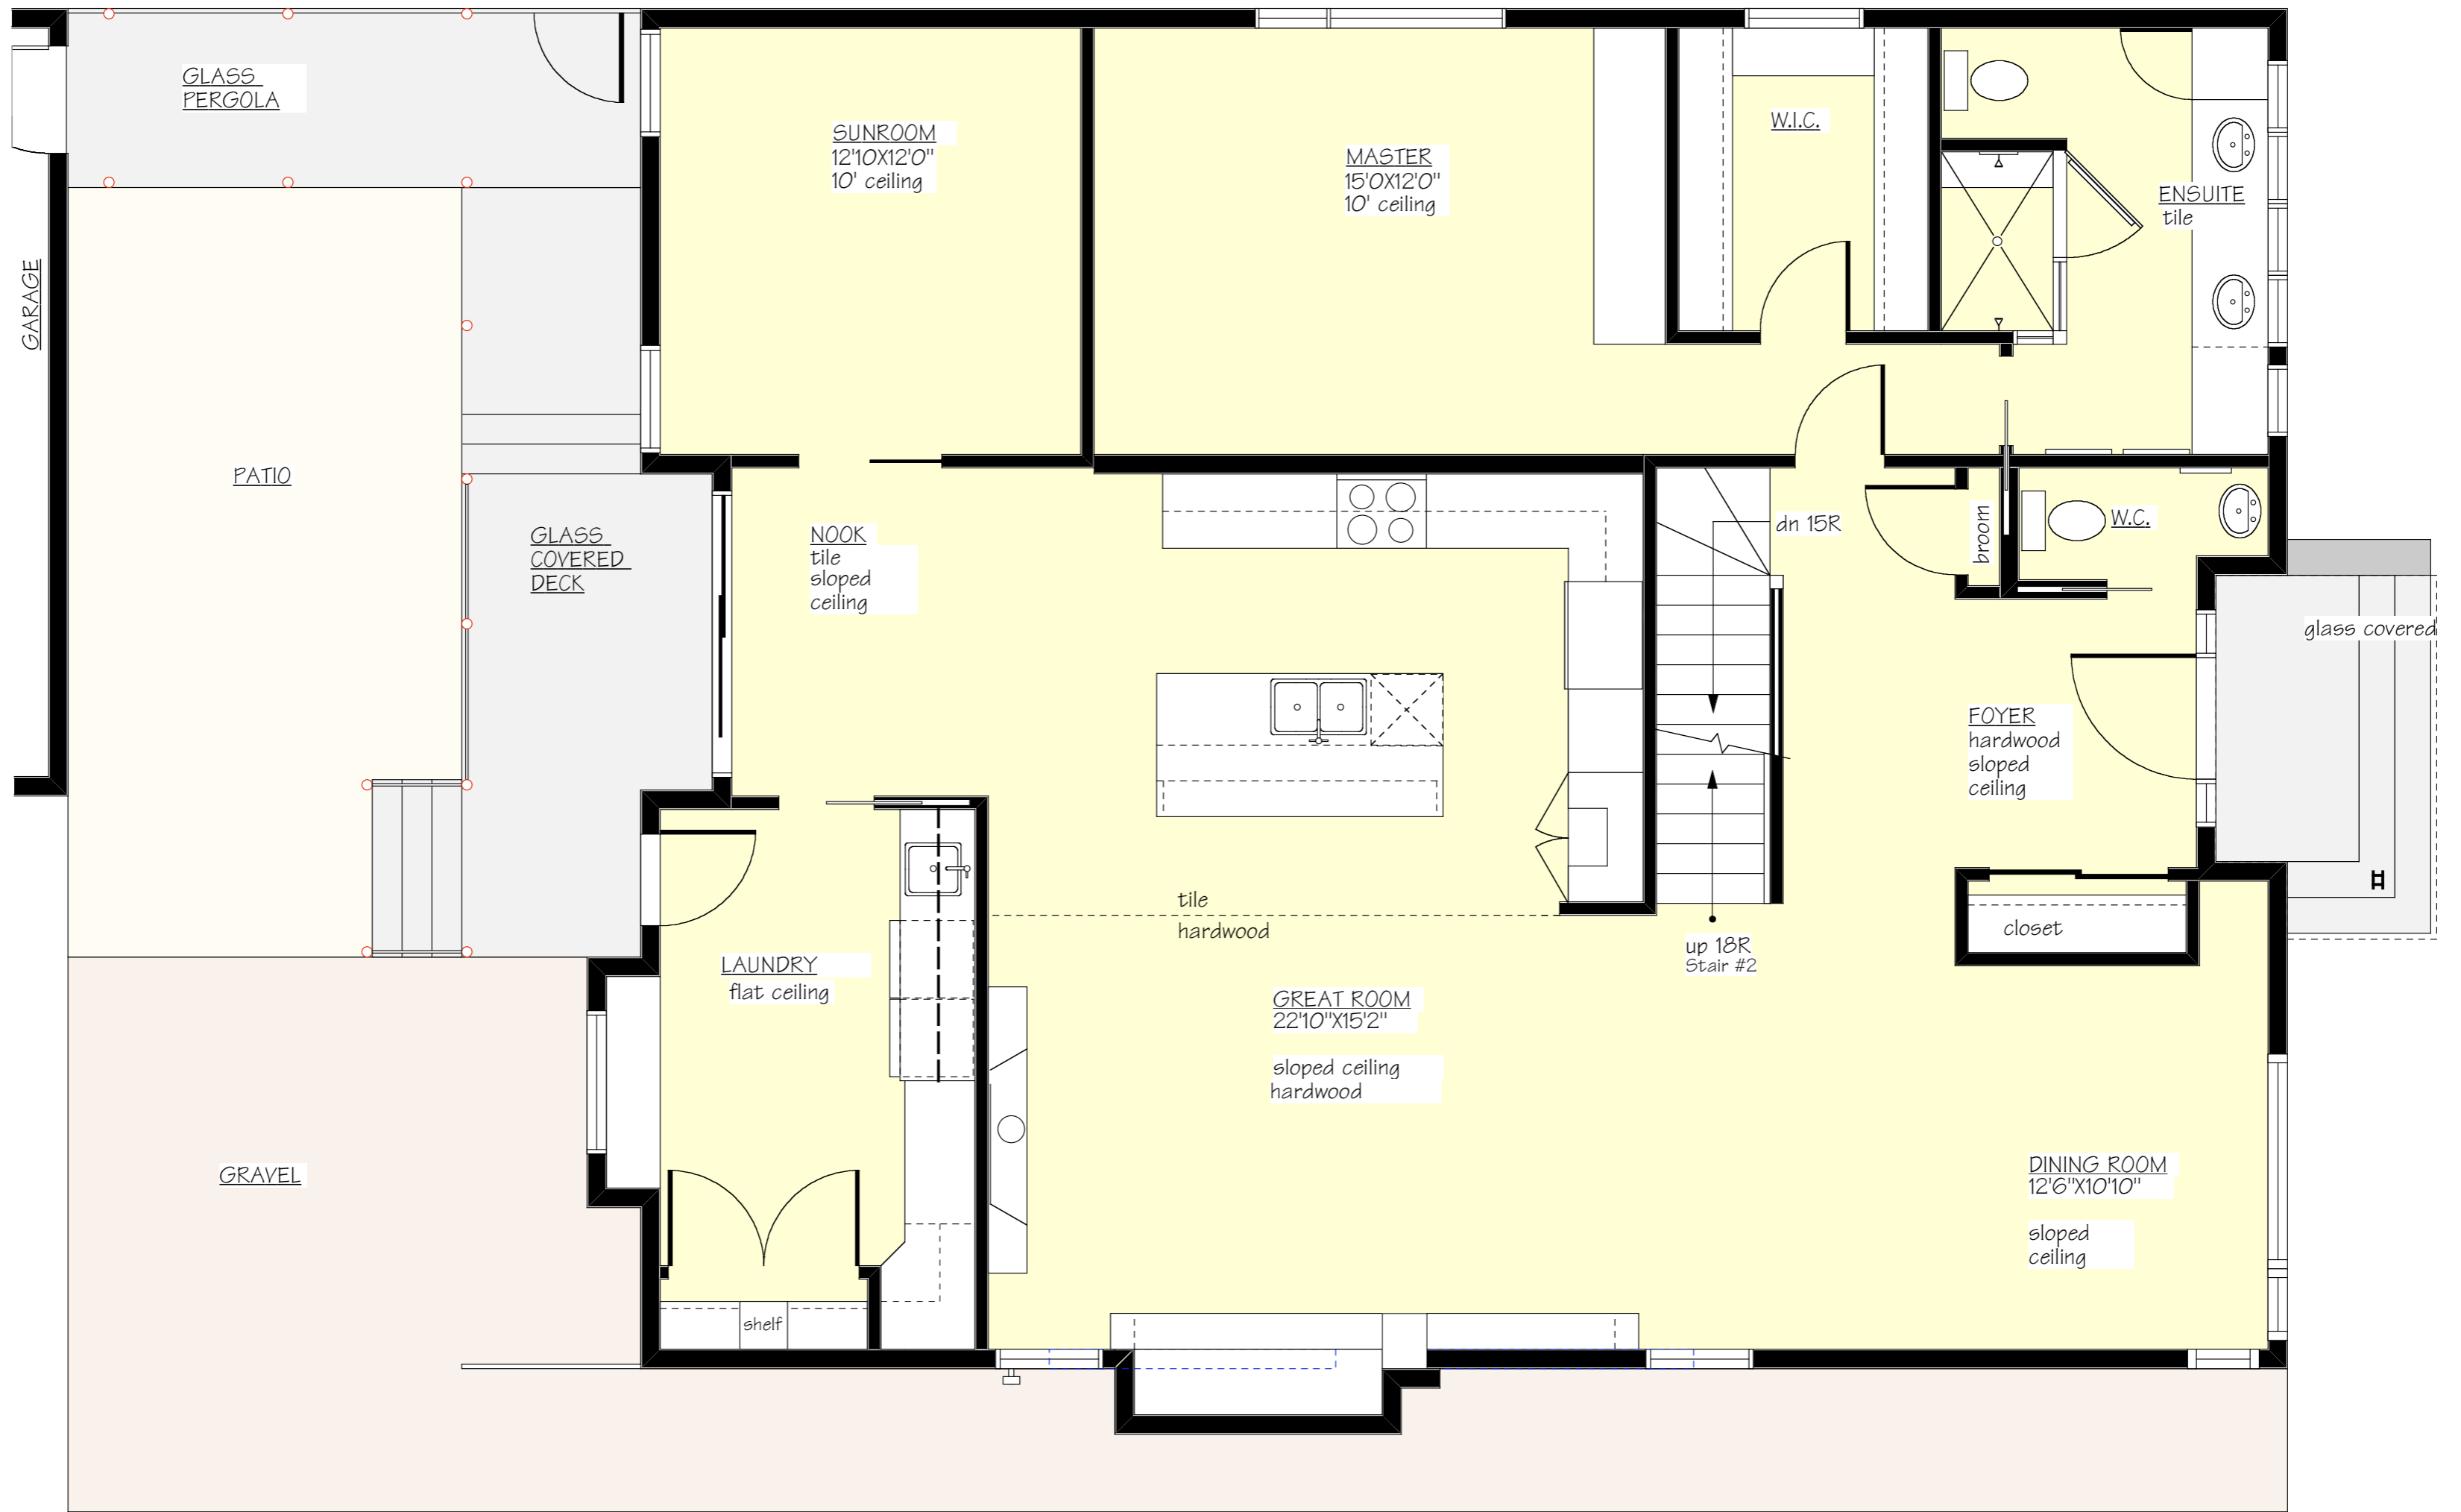 GLASS
PERGOLA
SUNROOM
12'10X12'0"
10' ceiling
MASTER
15'0X12'0"
10' ceiling
W.I.C.
ENSUITE
tile
GARAGE
PATIO
GLASS
COVERED
DECK
NOOK
tile
sloped
ceiling
dn 15R
broom
W.C.
glass covered
FOYER
hardwood
sloped
ceiling
tile
hardwood
closet
up 18R
Stair #2
LAUNDRY
flat ceiling
GREAT ROOM
22'10"X15'2"
sloped ceiling
hardwood
GRAVEL
DINING ROOM
12'6"X10'10"
sloped
ceiling
shelf